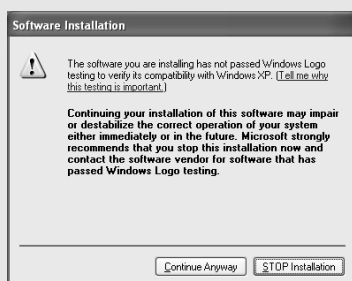 Software Installation
The software you are installing has not passed Windows Logo
testing to verify its compatibility with Windows XP. (Tell me why
this testing is important.)
Continuing your installation of this software may impair
or destabilize the correct operation of your system
either immediately or in the future. Microsoft strongly
recommends that you stop this installation now and
contact the software vendor for software that has
passed Windows Logo testing.
Continue Anyway
STOP Installation